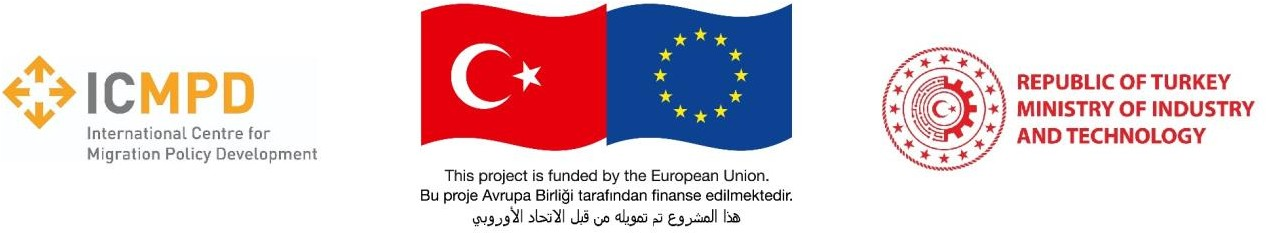 ICMPD
International Centre for
Migration Policy Development
This project is funded by the European Union.
Bu proje Avrupa Birliği tarafından finanse edilmektedir.
هذا المشروع تم تمويله من قبل الاتحاد الأوروبي
REPUBLIC OF TURKEY
MINISTRY OF INDUSTRY
AND TECHNOLOGY